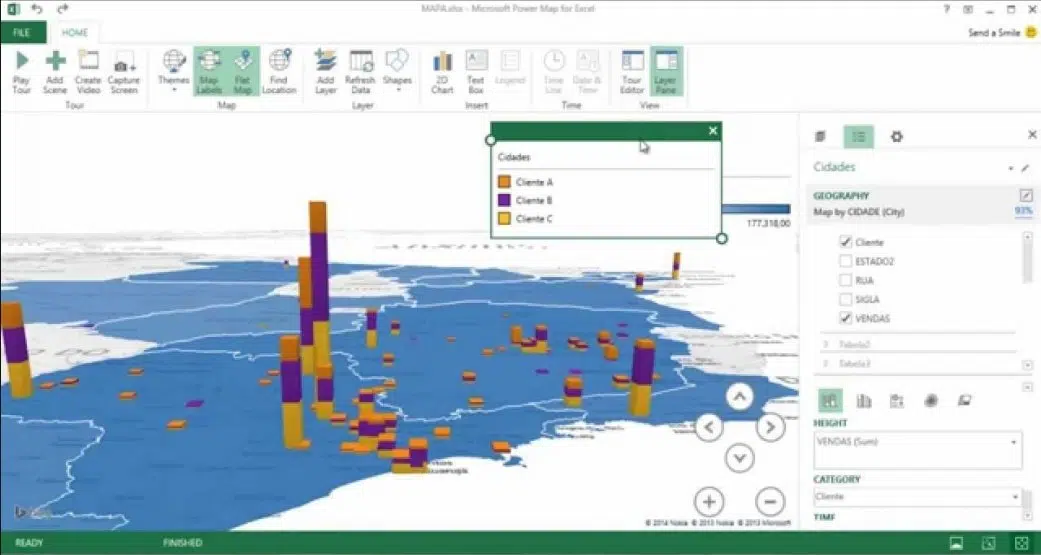 MAPA.xlsx - Microsoft Power Map for Excel
FILE
HOME
Send a Smile
Play Tour
Add Scene
Create Video
Capture Screen
Tour
Themes
Map Labels
Flat Map
Find Location
Map
Add Layer
Refresh Data
Shapes
Layer
2D Chart
Text Box
Legend
Insert
Time Line
Date & Time
Time
Tour Editor
Layer Pane
View
Cidades
Cliente A
Cliente B
Cliente C
177.318,00
Cidades
GEOGRAPHY
Map by CIDADE (City)
93%
Cliente
ESTADO2
RUA
SIGLA
VENDAS
Tabela2
Tabela3
HEIGHT
VENDAS (Sum)
CATEGORY
Cliente
TIME
© 2014 Nokia © 2013 Nokia © 2013 Microsoft
READY
FINISHED